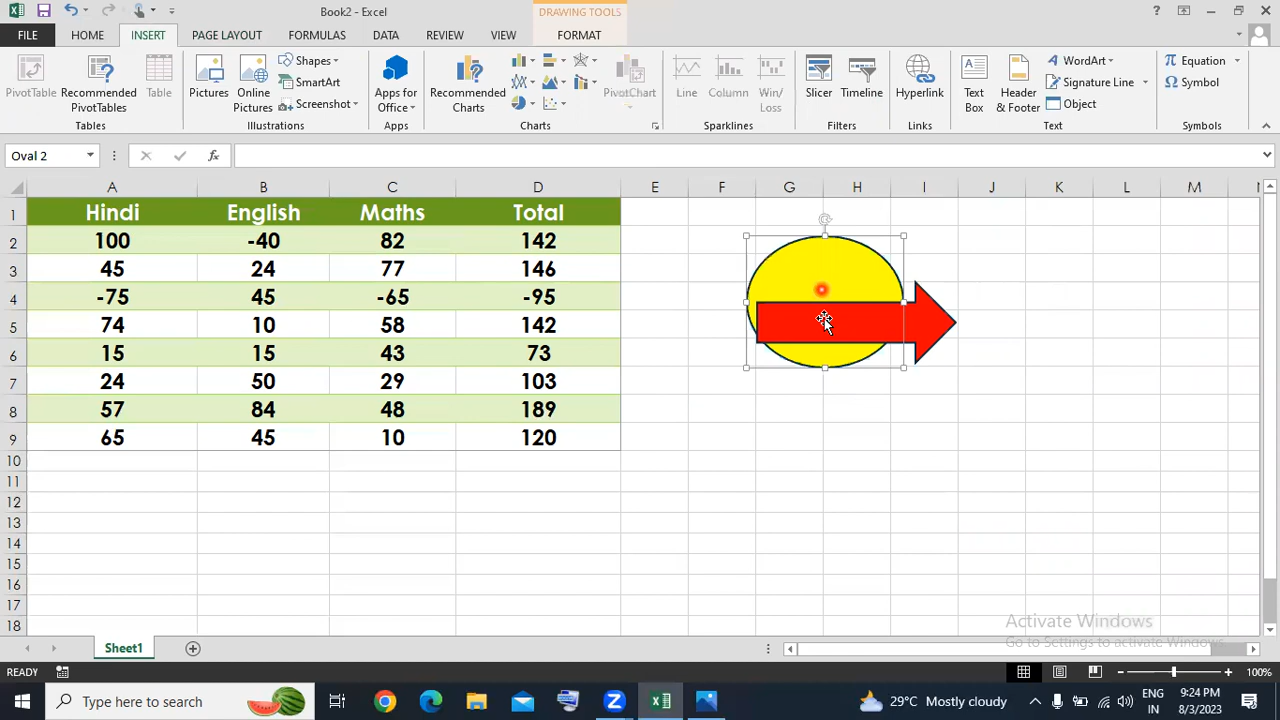 Book2 - Excel
DRAWING TOOLS
?
FILE
HOME
INSERT
PAGE LAYOUT
FORMULAS
DATA
REVIEW
VIEW
FORMAT
PivotTable
Recommended PivotTables
Table
Tables
Pictures
Online Pictures
Shapes
SmartArt
Screenshot
Illustrations
Apps for Office
Apps
Recommended Charts
PivotChart
Charts
Line
Column
Win/Loss
Sparklines
Slicer
Timeline
Filters
Hyperlink
Links
Text Box
Header & Footer
WordArt
Signature Line
Object
Text
Equation
Symbol
Symbols
Oval 2
fx
A B C D E F G H I J K L M
1 Hindi English Maths Total
2 100 -40 82 142
3 45 24 77 146
4 -75 45 -65 -95
5 74 10 58 142
6 15 15 43 73
7 24 50 29 103
8 57 84 48 189
9 65 45 10 120
10
11
12
13
14
15
16
17
18
Activate Windows
Go to Settings to activate Windows.
Sheet1
READY
100%
Type here to search
29°C Mostly cloudy
ENG
IN
9:24 PM
8/3/2023